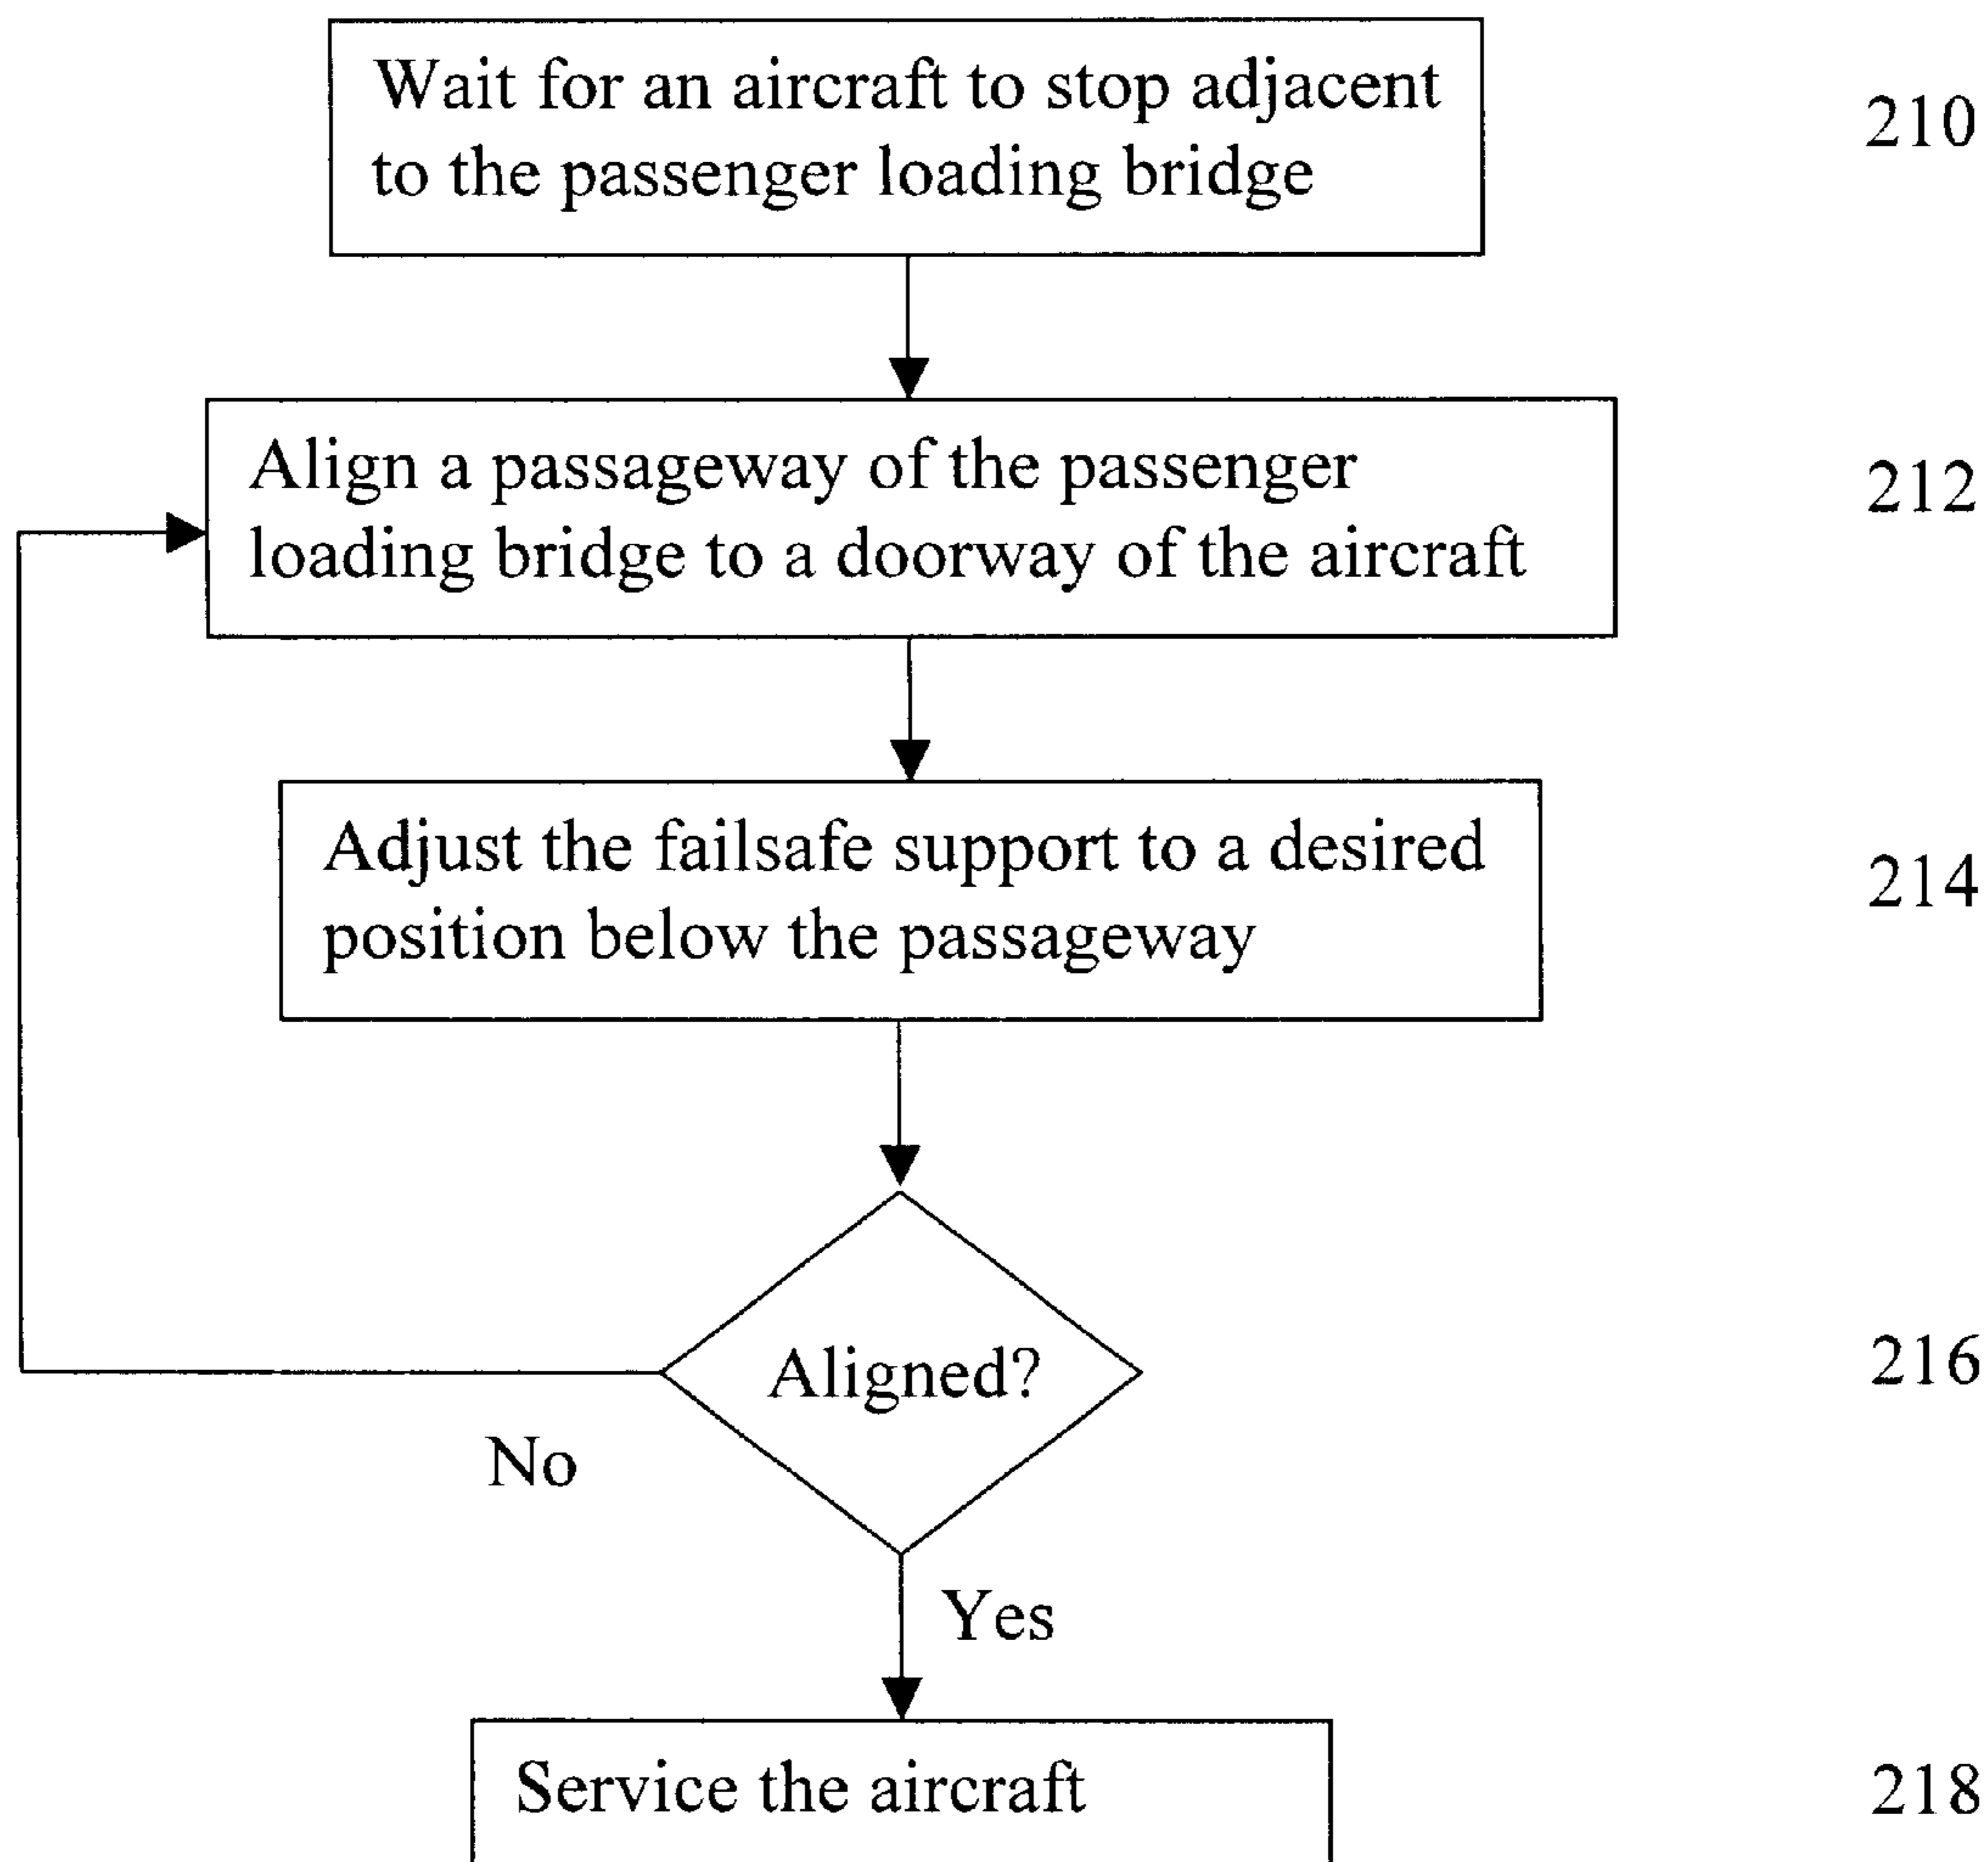 Wait for an aircraft to stop adjacent
to the passenger loading bridge
210
Align a passageway of the passenger
loading bridge to a doorway of the aircraft
212
Adjust the failsafe support to a desired
position below the passageway
214
Aligned?
216
No
Yes
Service the aircraft
218